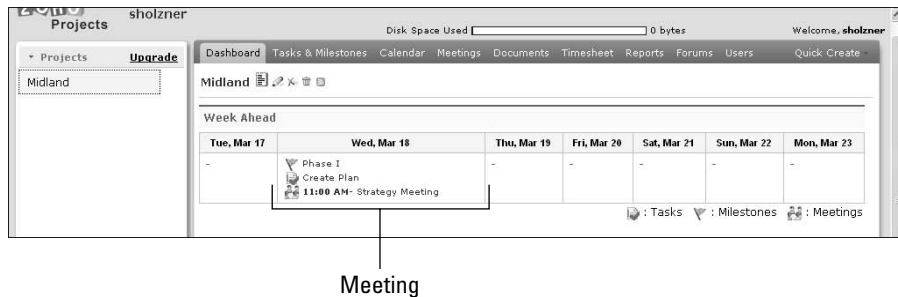 ZOHO
Projects
sholzner
Disk Space Used 0 bytes
Welcome, sholzner
Projects Upgrade
Midland
Dashboard Tasks & Milestones Calendar Meetings Documents Timesheet Reports Forums Users Quick Create
Midland
Week Ahead
Tue, Mar 17 Wed, Mar 18 Thu, Mar 19 Fri, Mar 20 Sat, Mar 21 Sun, Mar 22 Mon, Mar 23
- Phase I - - - - -
Create Plan
11:00 AM- Strategy Meeting
: Tasks : Milestones : Meetings
Meeting